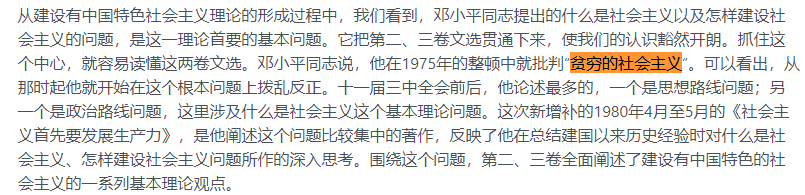 从建设有中国特色社会主义理论的形成过程中，我们看到，邓小平同志提出的什么是社会主义以及怎样建设社
会主义的问题，是这一理论首要的基本问题。它把第二、三卷文选贯通下来，使我们的认识豁然开朗。抓住这
个中心，就容易读懂这两卷文选。邓小平同志说，他在1975年的整顿中就批判“贫穷的社会主义”。可以看出，从
那时起他就开始在这个根本问题上拨乱反正。十一届三中全会前后，他论述最多的，一个是思想路线问题；另
一个是政治路线问题，这里涉及什么是社会主义这个基本理论问题。这次新增补的1980年4月至5月的《社会主
义首先要发展生产力》，是他阐述这个问题比较集中的著作，反映了他在总结建国以来历史经验时对什么是社
会主义、怎样建设社会主义问题所作的深入思考。围绕这个问题，第二、三卷全面阐述了建设有中国特色的社
会主义的一系列基本理论观点。